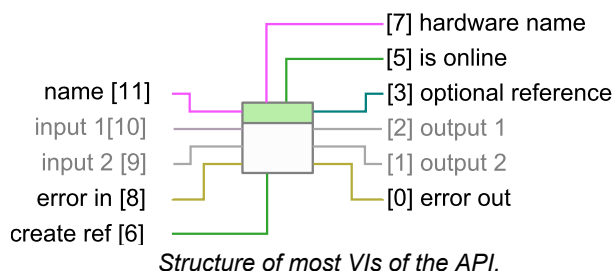 [7] hardware name
[5] is online
name [11]
[3] optional reference
input 1[10]
[2] output 1
input 2 [9]
[1] output 2
error in [8]
[0] error out
create ref [6]
Structure of most VIs of the API.